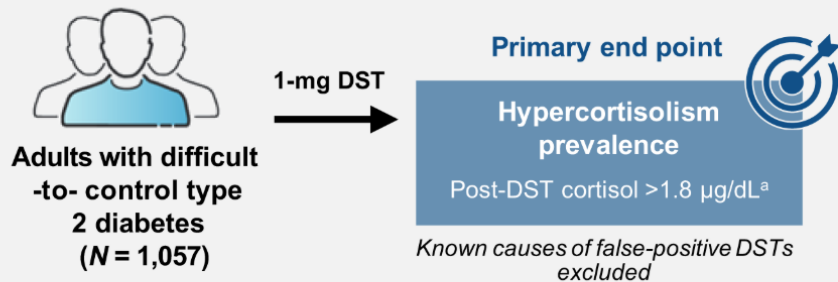 Adults with difficult
-to- control type
2 diabetes
(N = 1,057)
1-mg DST
Primary end point
Hypercortisolism
prevalence
Post-DST cortisol >1.8 µg/dLᵃ
Known causes of false-positive DSTs
excluded